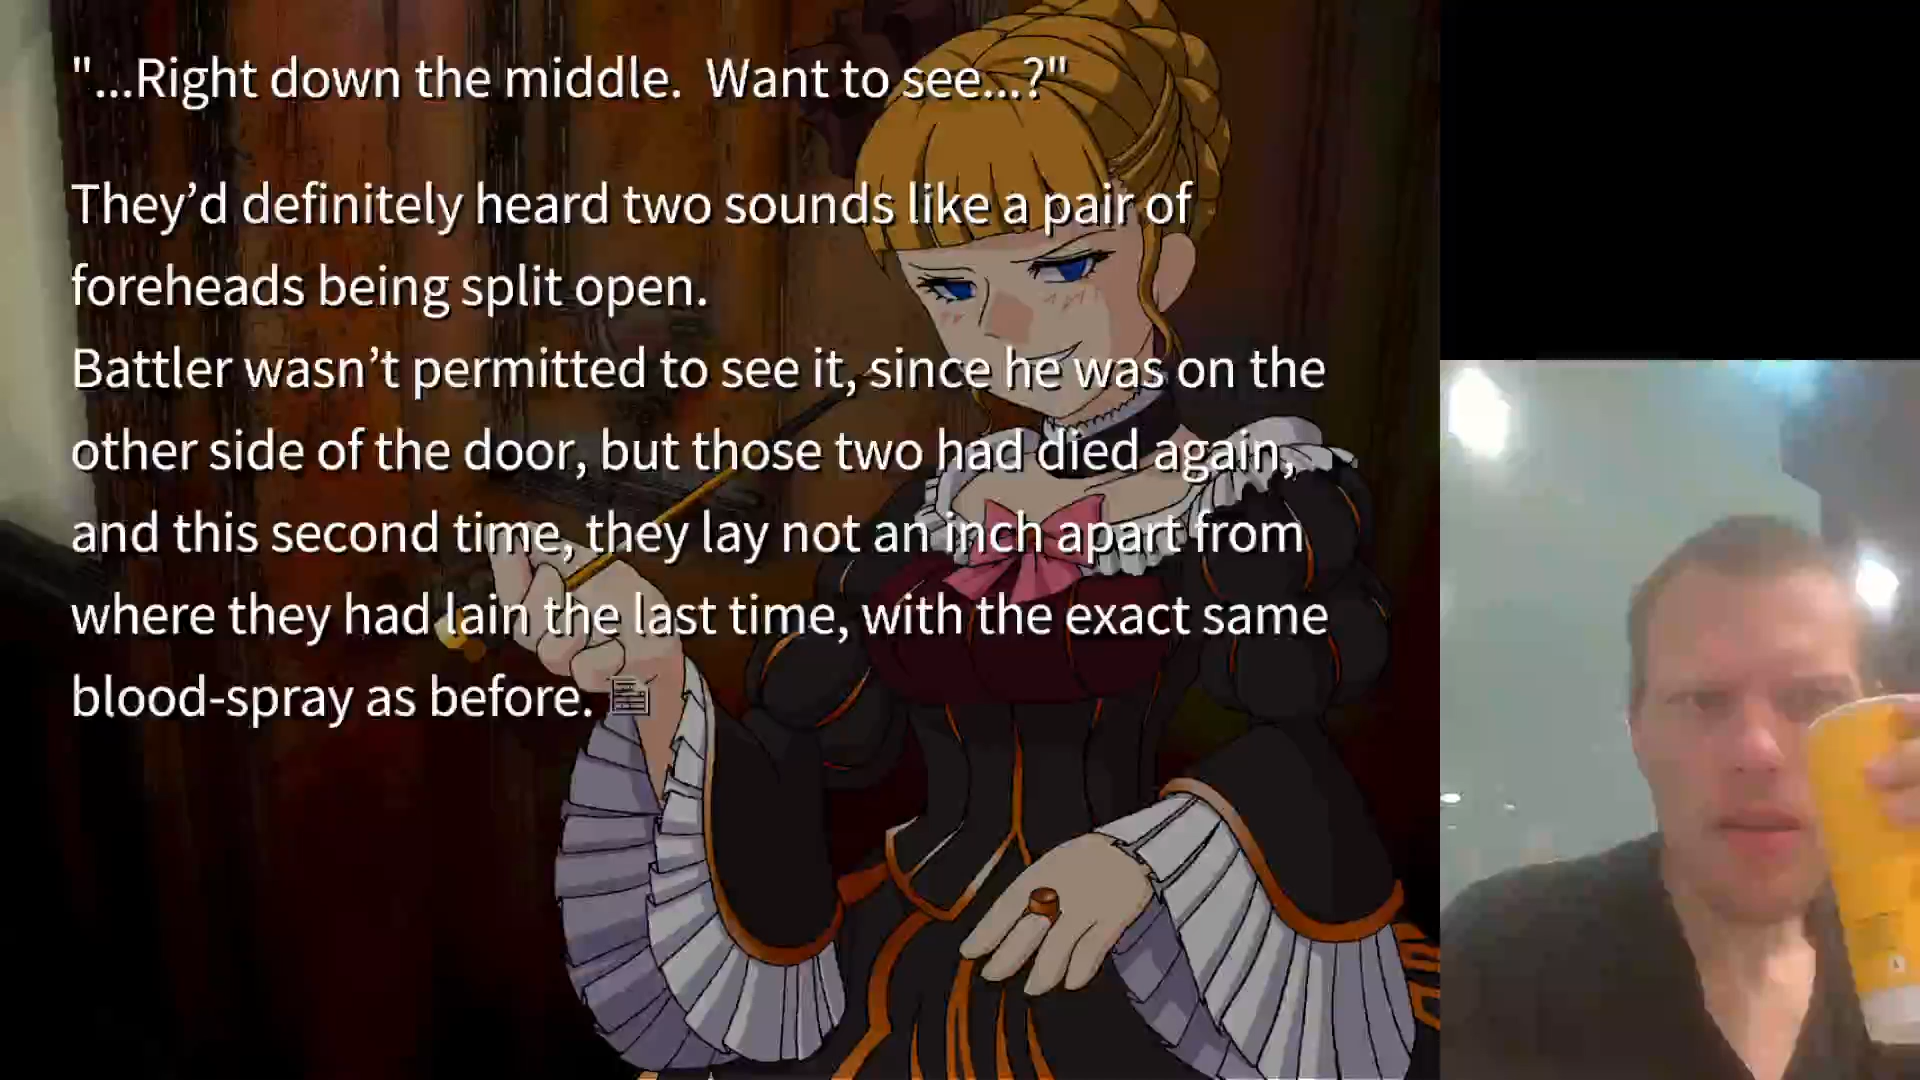 "...Right down the middle.  Want to see...?"
They’d definitely heard two sounds like a pair of
foreheads being split open.
Battler wasn’t permitted to see it, since he was on the
other side of the door, but those two had died again,
and this second time, they lay not an inch apart from
where they had lain the last time, with the exact same
blood-spray as before.